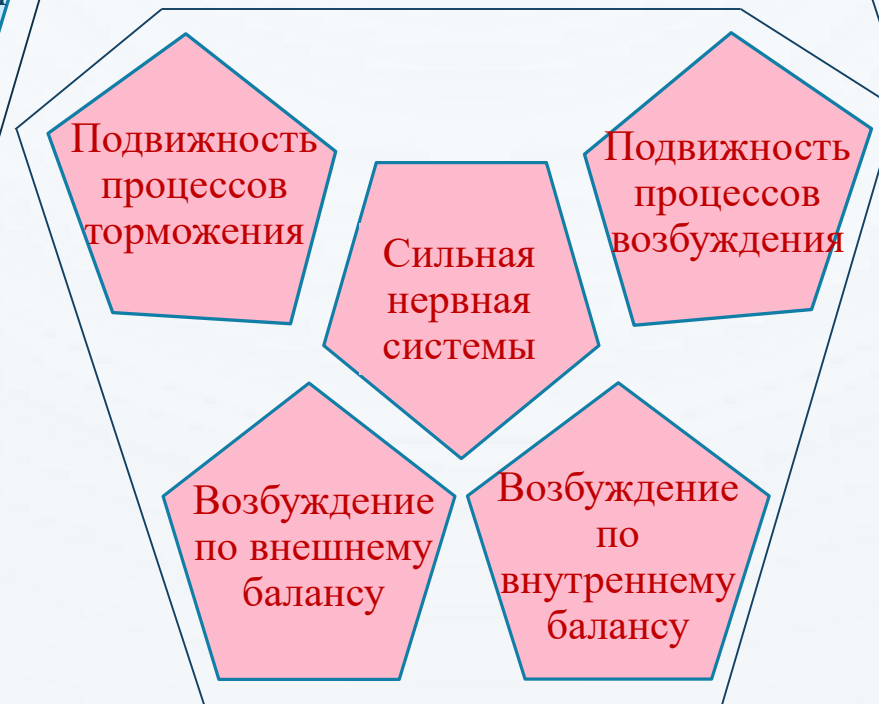 Подвижность
процессов
торможения
Подвижность
процессов
возбуждения
Сильная
нервная
системы
Возбуждение
по внешнему
балансу
Возбуждение
по
внутреннему
балансу